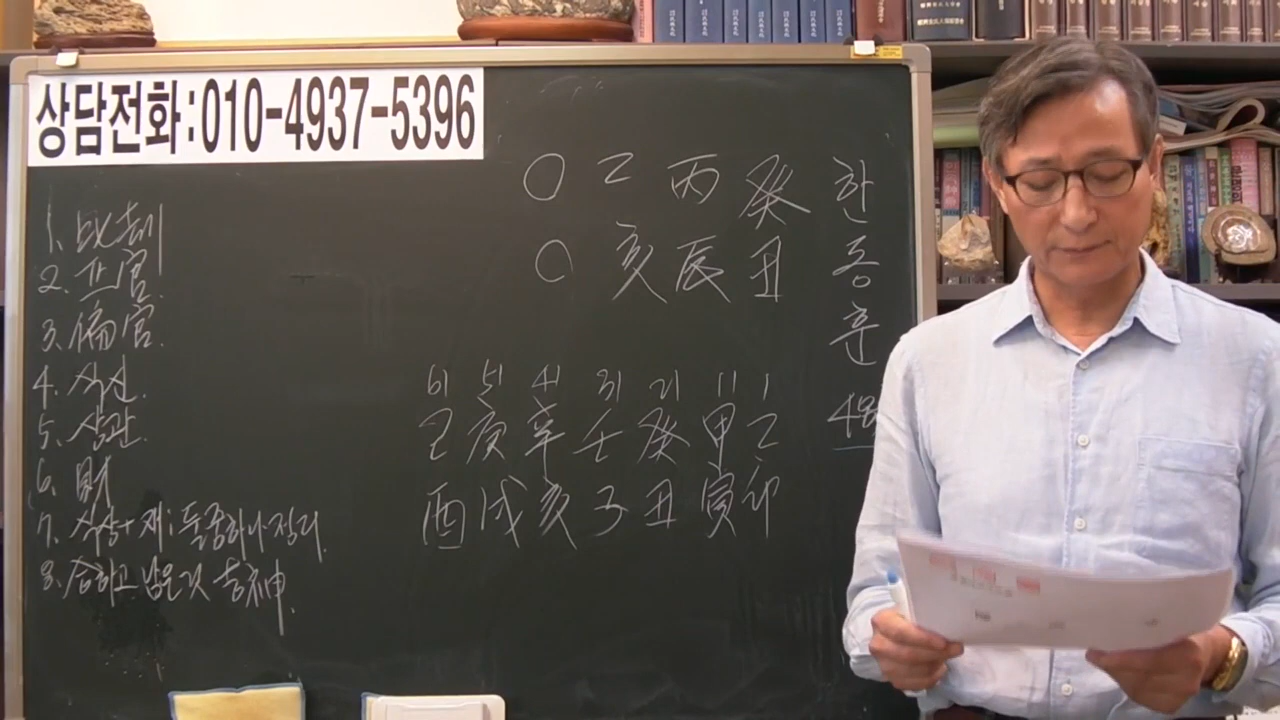 상담전화:010-4937-5396
1. 比劫
2. 正官.
3. 偏官.
4. 식신.
5. 상관.
6. 財
7. 식상+재:둘중하나정리.
8. 合하고 남은것 吉神.
○ 乙 丙 癸
○ 亥 辰 丑
한
중
훈
61 51 41 31 21 11 1
己 庚 辛 壬 癸 甲 乙
酉 戌 亥 子 丑 寅 卯